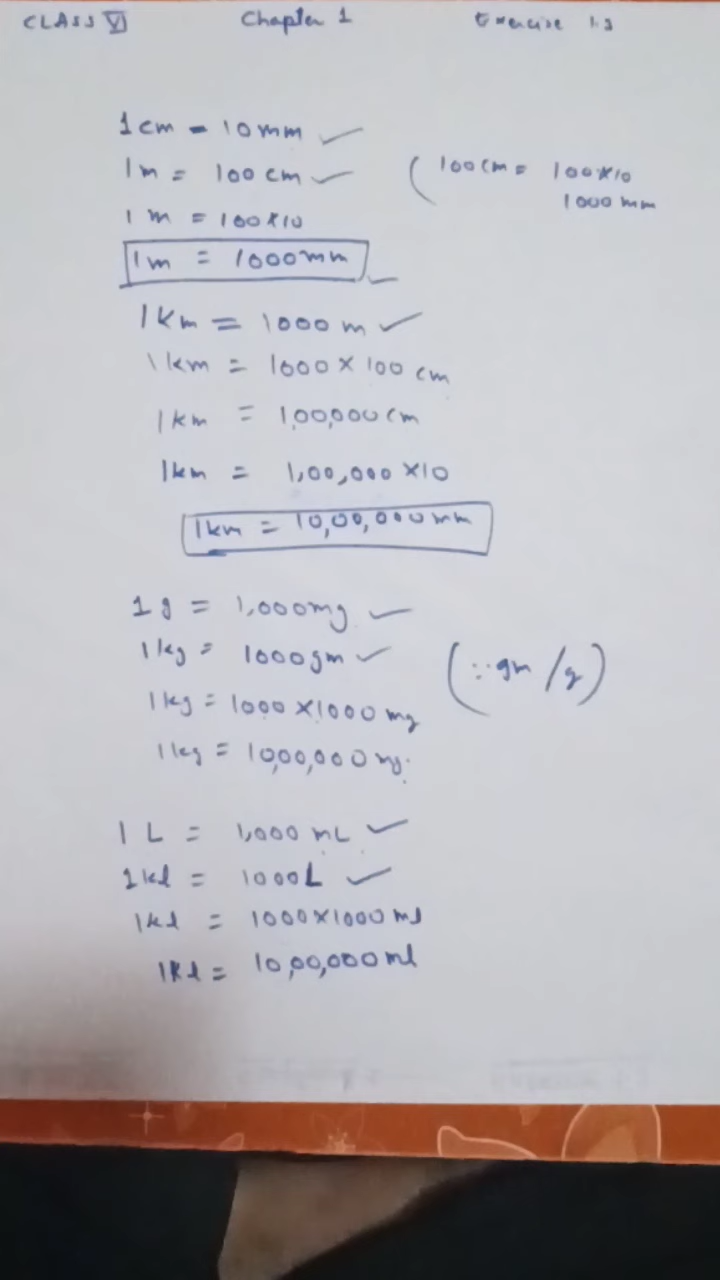 CLASS VI Chapter 1 Exercise 1.3
1 cm = 10 mm
1 m = 100 cm (100 cm = 100 x 10
1000 mm
1 m = 100 x 10
1 m = 1000 mm
1 Km = 1000 m
1 km = 1000 x 100 cm
1 km = 1,00,000 cm
1 km = 1,00,000 x 10
1 km = 10,00,000 mm
1 g = 1,000 mg
1 kg = 1000 gm (∵ gm / g)
1 kg = 1000 x 1000 mg
1 kg = 10,00,000 mg.
1 L = 1,000 mL
1 kl = 1000 L
1 kl = 1000 x 1000 ml
1 kl = 10,00,000 ml